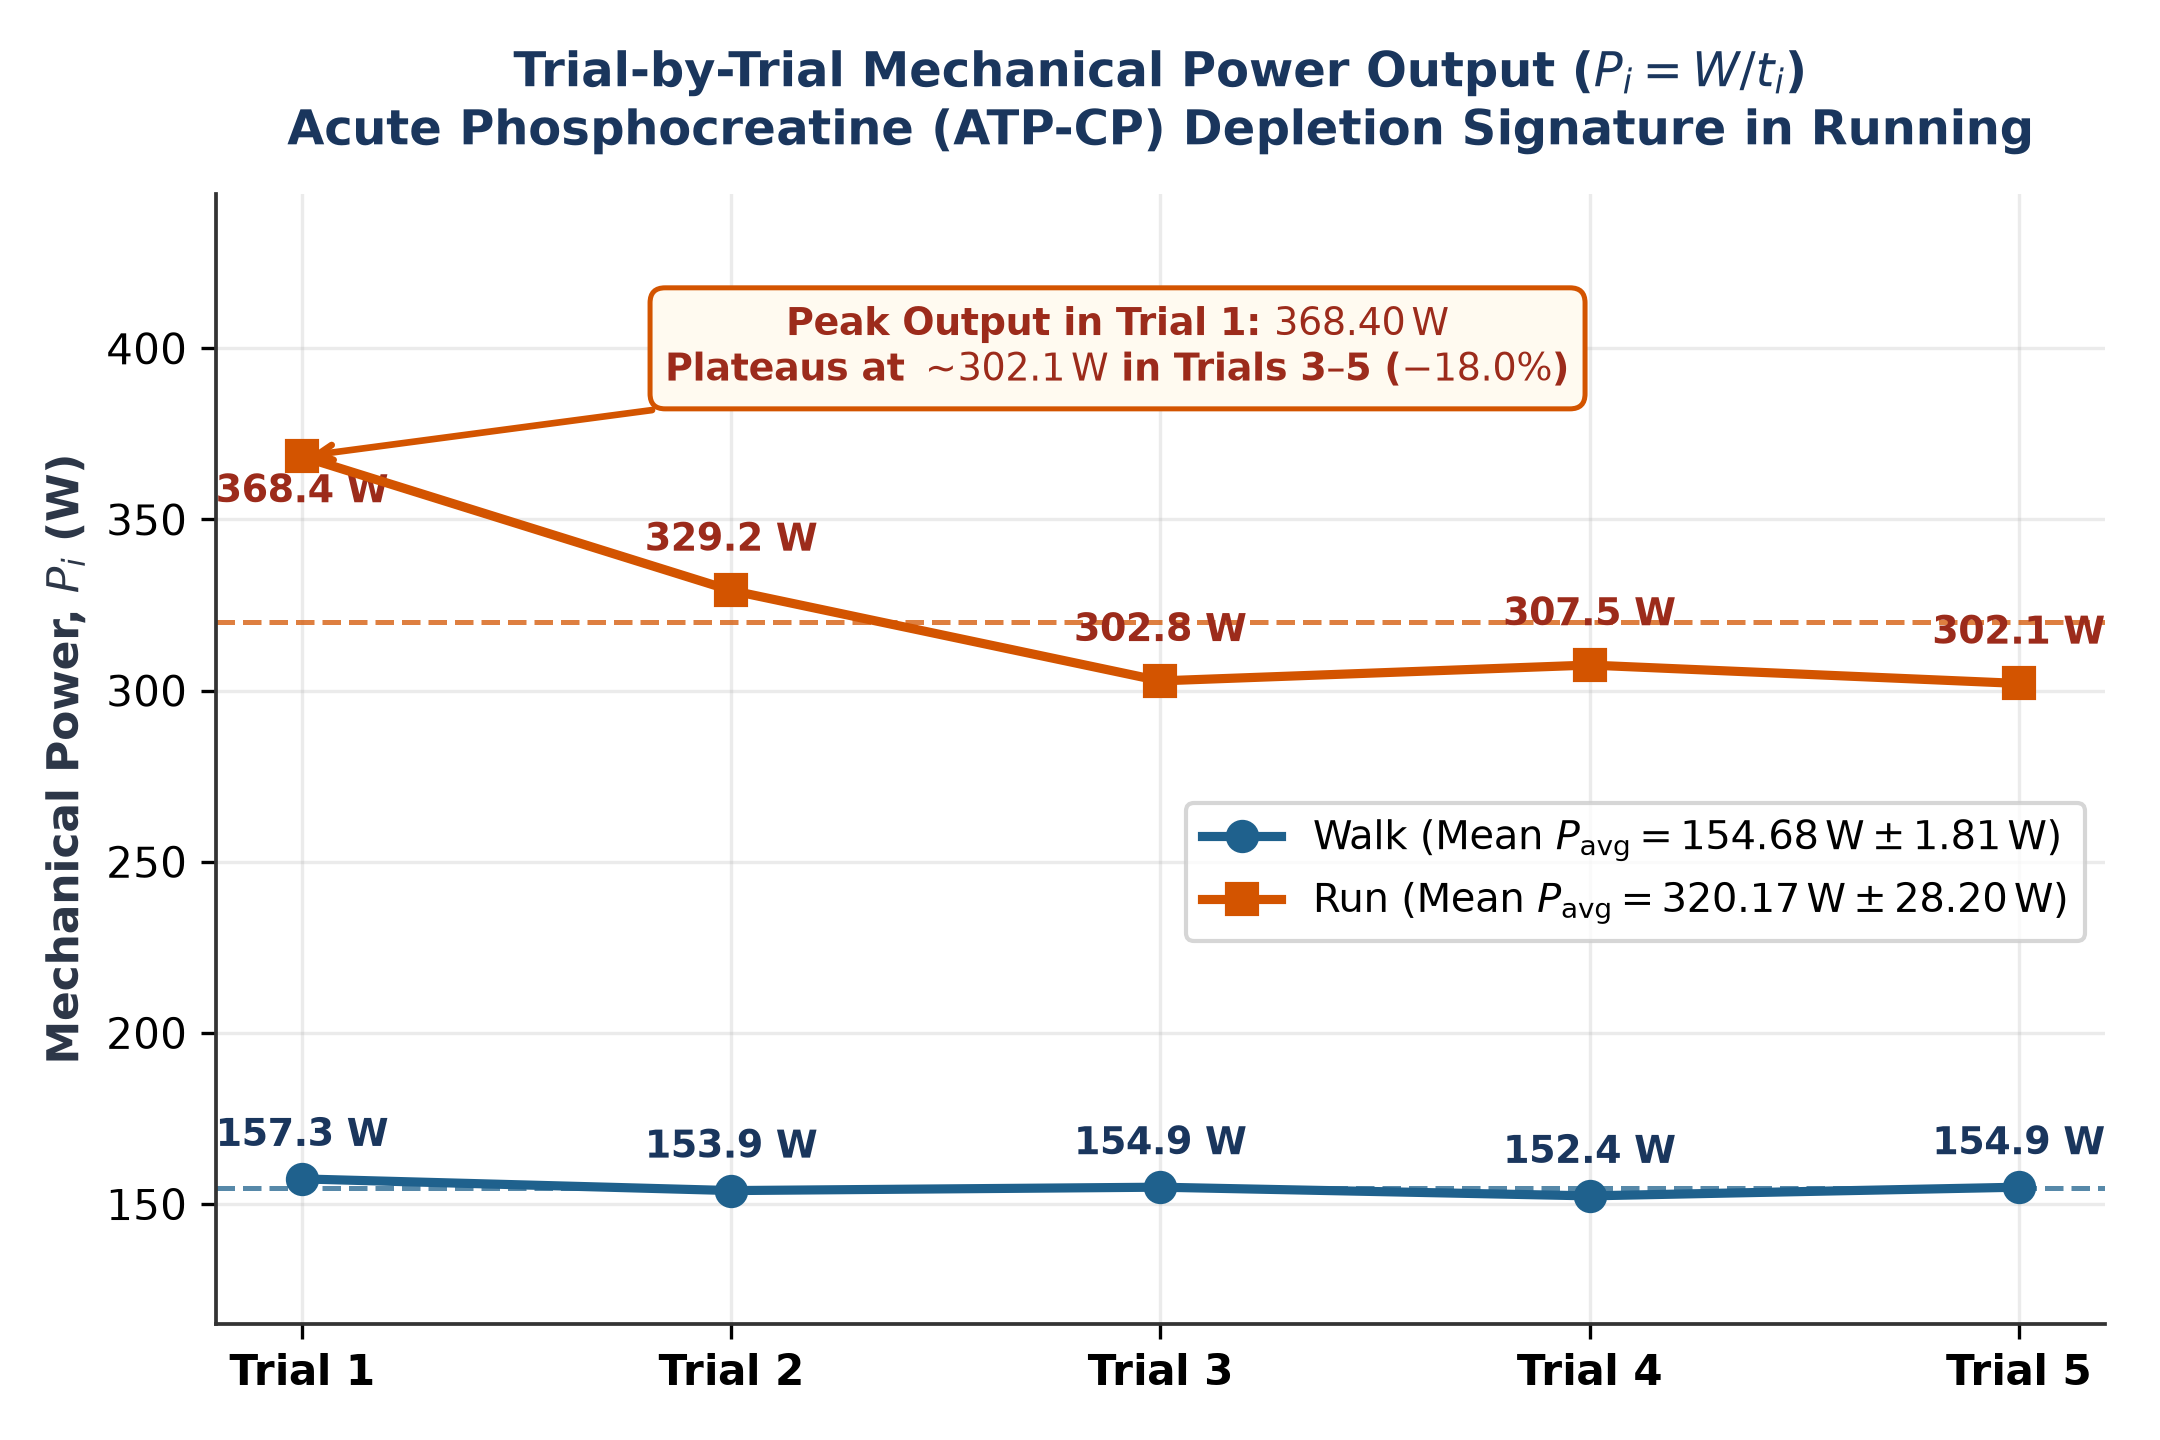 Trial-by-Trial Mechanical Power Output (Pᵢ = W/tᵢ)
Acute Phosphocreatine (ATP-CP) Depletion Signature in Running
Mechanical Power, Pᵢ (W)
400
350
300
250
200
150
Peak Output in Trial 1: 368.40 W
Plateaus at ~302.1 W in Trials 3–5 (−18.0%)
368.4 W
329.2 W
302.8 W
307.5 W
302.1 W
Walk (Mean P_avg = 154.68 W ± 1.81 W)
Run (Mean P_avg = 320.17 W ± 28.20 W)
157.3 W
153.9 W
154.9 W
152.4 W
154.9 W
Trial 1
Trial 2
Trial 3
Trial 4
Trial 5